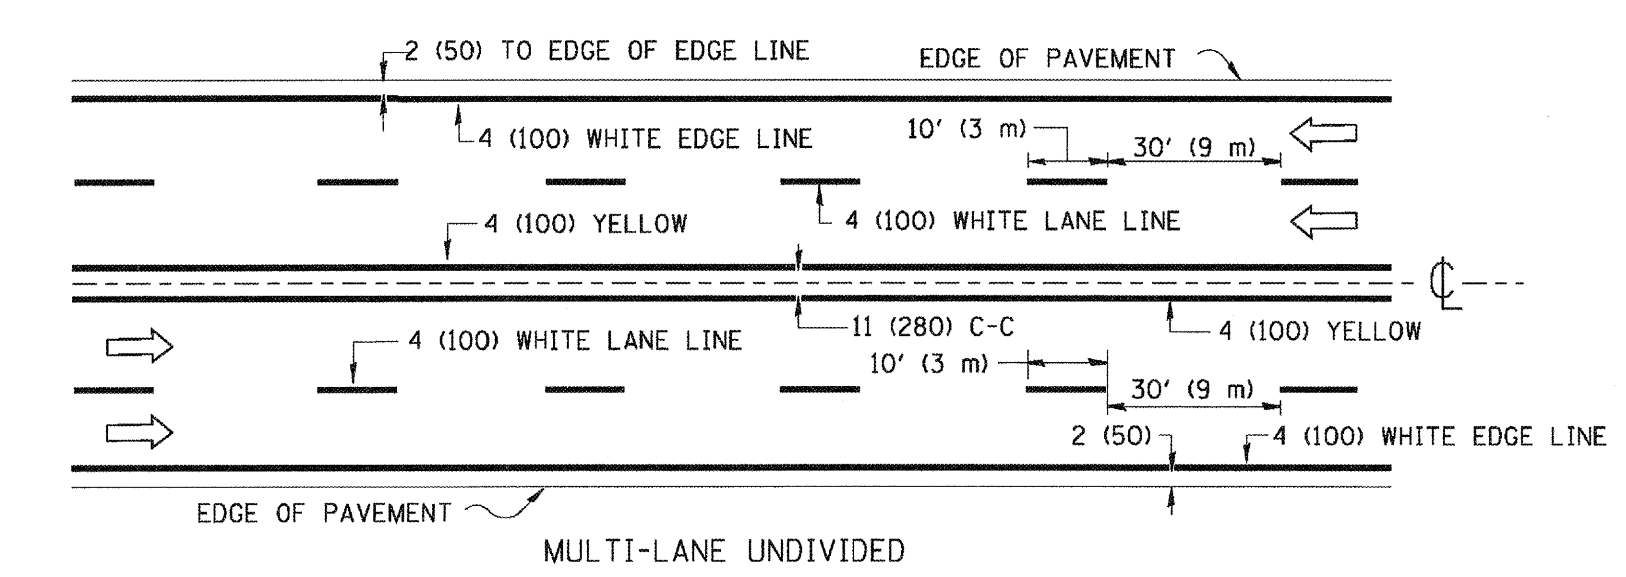 2 (50) TO EDGE OF EDGE LINE
EDGE OF PAVEMENT
4 (100) WHITE EDGE LINE
10' (3 m)
30' (9 m)
4 (100) YELLOW
4 (100) WHITE LANE LINE
℄
11 (280) C-C
4 (100) YELLOW
4 (100) WHITE LANE LINE
10' (3 m)
30' (9 m)
2 (50)
4 (100) WHITE EDGE LINE
EDGE OF PAVEMENT
MULTI-LANE UNDIVIDED